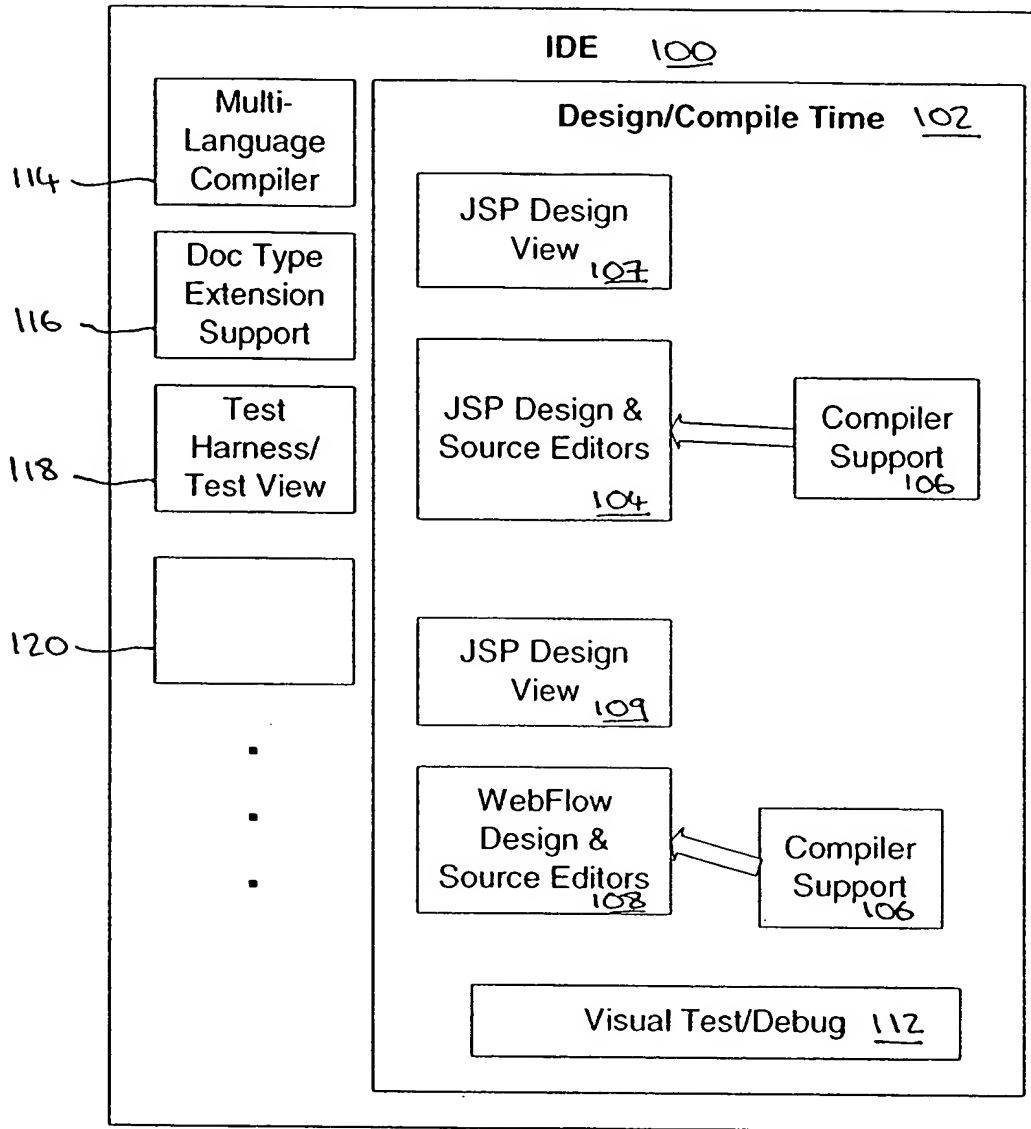 IDE 100
Multi-
Language
Compiler
114
Doc Type
Extension
Support
116
Test
Harness/
Test View
118
120
Design/Compile Time 102
JSP Design
View
107
JSP Design &
Source Editors
104
Compiler
Support
106
JSP Design
View
109
WebFlow
Design &
Source Editors
108
Compiler
Support
106
Visual Test/Debug 112